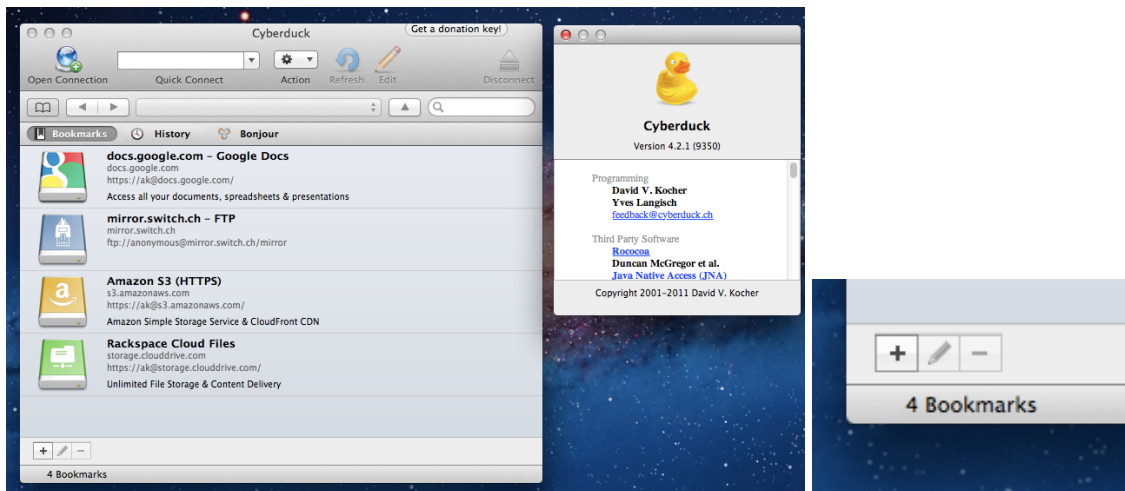 Cyberduck
Get a donation key!
Open Connection
Quick Connect
Action
Refresh
Edit
Disconnect
Bookmarks
History
Bonjour
docs.google.com – Google Docs
docs.google.com
https://ak@docs.google.com/
Access all your documents, spreadsheets & presentations
mirror.switch.ch – FTP
mirror.switch.ch
ftp://anonymous@mirror.switch.ch/mirror
Amazon S3 (HTTPS)
s3.amazonaws.com
https://ak@s3.amazonaws.com/
Amazon Simple Storage Service & CloudFront CDN
Rackspace Cloud Files
storage.clouddrive.com
https://ak@storage.clouddrive.com/
Unlimited File Storage & Content Delivery
4 Bookmarks
Cyberduck
Version 4.2.1 (9350)
Programming
David V. Kocher
Yves Langisch
feedback@cyberduck.ch
Third Party Software
Rococoa
Duncan McGregor et al.
Java Native Access (JNA)
Copyright 2001–2011 David V. Kocher
4 Bookmarks